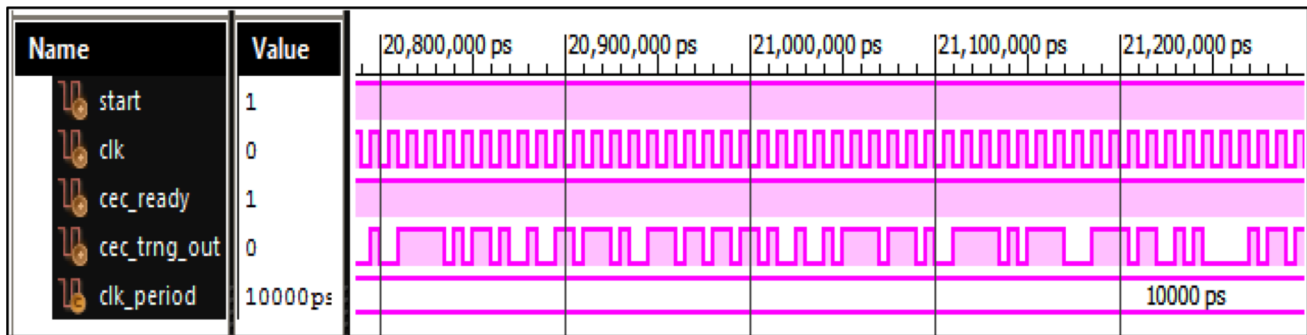 Name Value 20,800,000 ps 20,900,000 ps 21,000,000 ps 21,100,000 ps 21,200,000 ps
start 1
clk 0
cec_ready 1
cec_trng_out 0
clk_period 10000ps 10000 ps